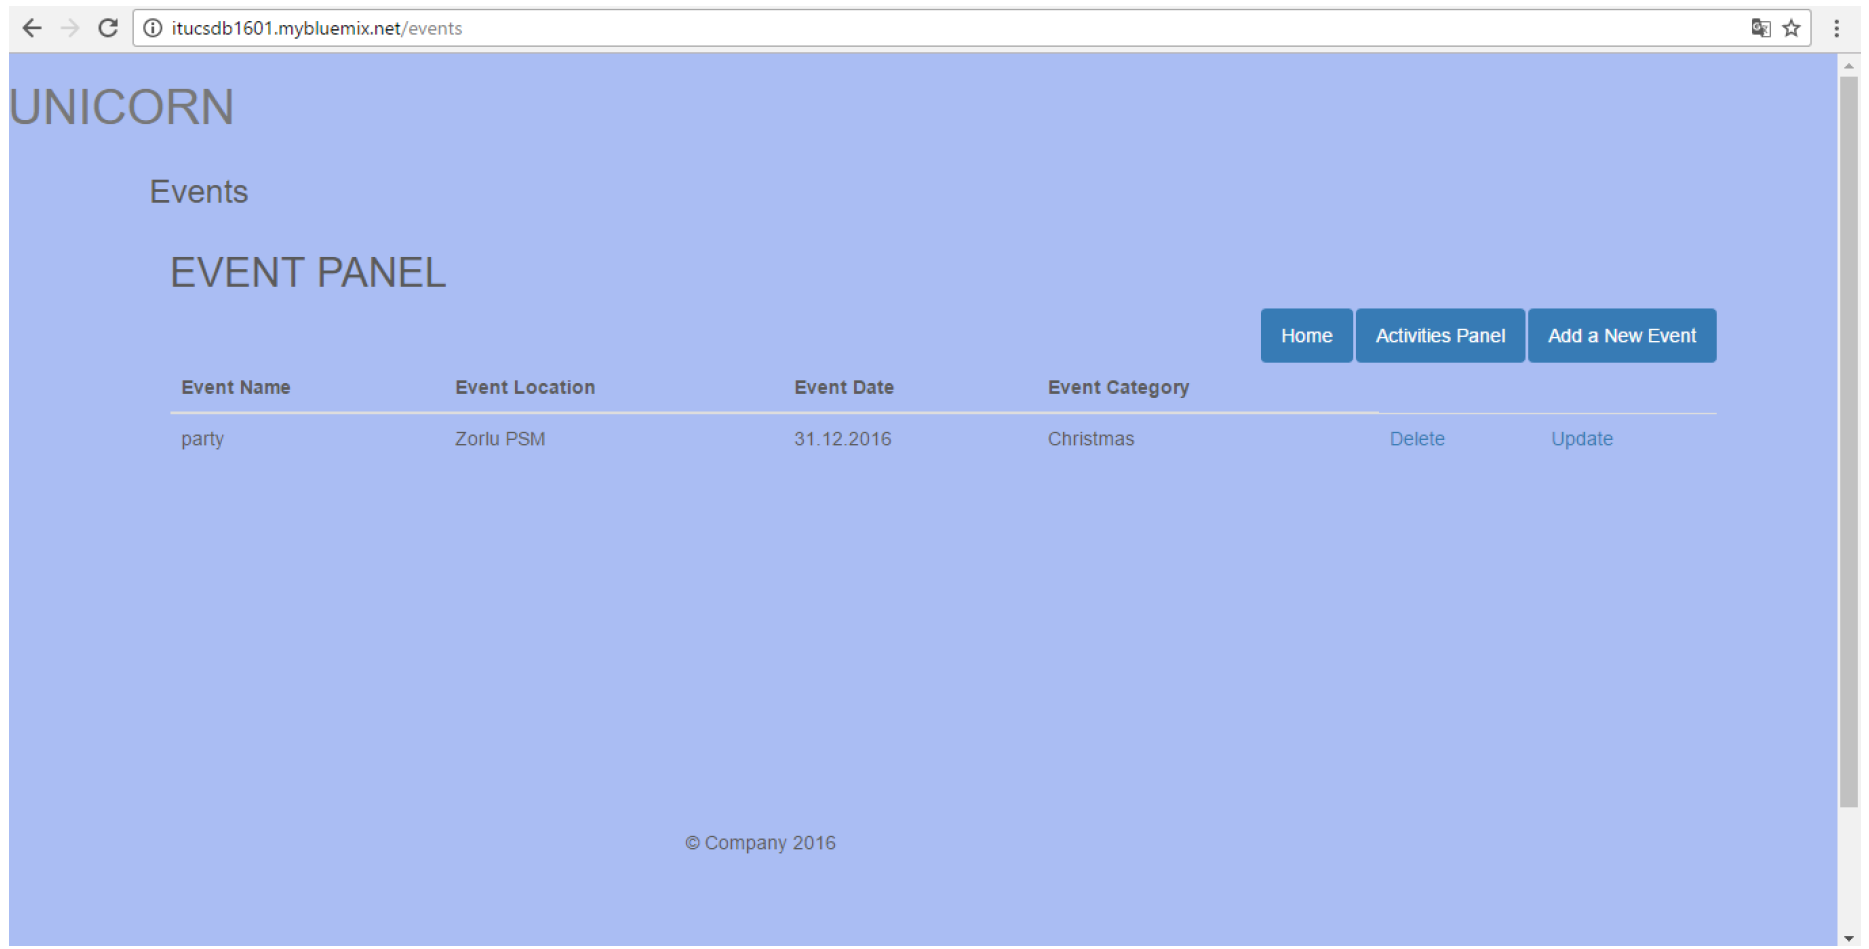 itucsdb1601.mybluemix.net/events
UNICORN
Events
EVENT PANEL
Home Activities Panel Add a New Event
Event Name Event Location Event Date Event Category
party Zorlu PSM 31.12.2016 Christmas Delete Update
© Company 2016